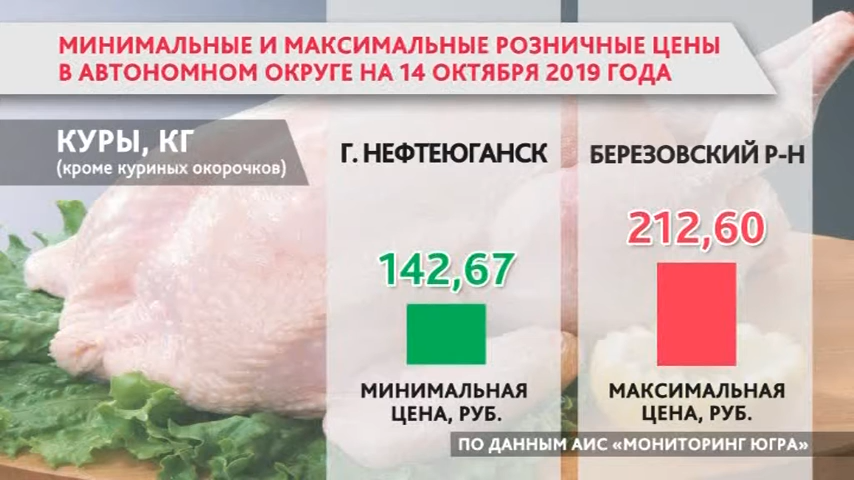 МИНИМАЛЬНЫЕ И МАКСИМАЛЬНЫЕ РОЗНИЧНЫЕ ЦЕНЫ
В АВТОНОМНОМ ОКРУГЕ НА 14 ОКТЯБРЯ 2019 ГОДА
КУРЫ, КГ
(кроме куриных окорочков)
Г. НЕФТЕЮГАНСК
142,67
МИНИМАЛЬНАЯ
ЦЕНА, РУБ.
БЕРЕЗОВСКИЙ Р-Н
212,60
МАКСИМАЛЬНАЯ
ЦЕНА, РУБ.
ПО ДАННЫМ АИС «МОНИТОРИНГ ЮГРА»